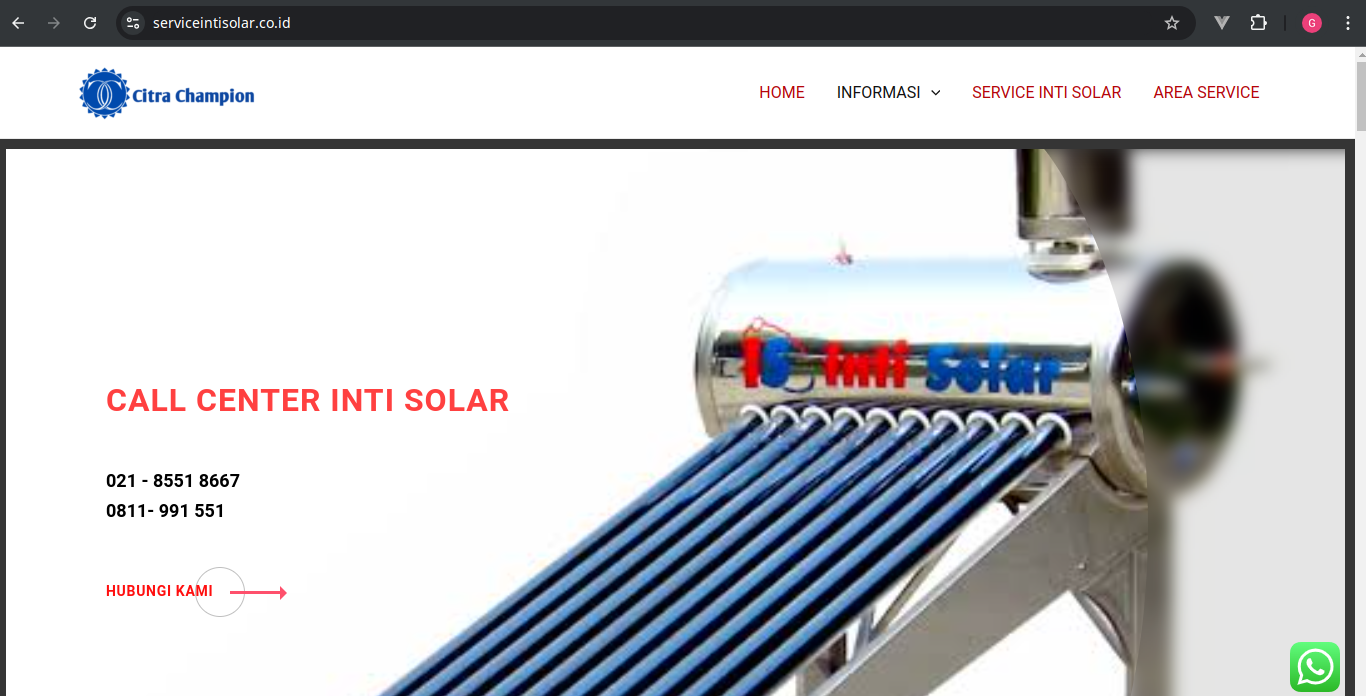 serviceintisolar.co.id
G
Citra Champion
HOME
INFORMASI
SERVICE INTI SOLAR
AREA SERVICE
IS Inti Solar
CALL CENTER INTI SOLAR
021 - 8551 8667
0811- 991 551
HUBUNGI KAMI